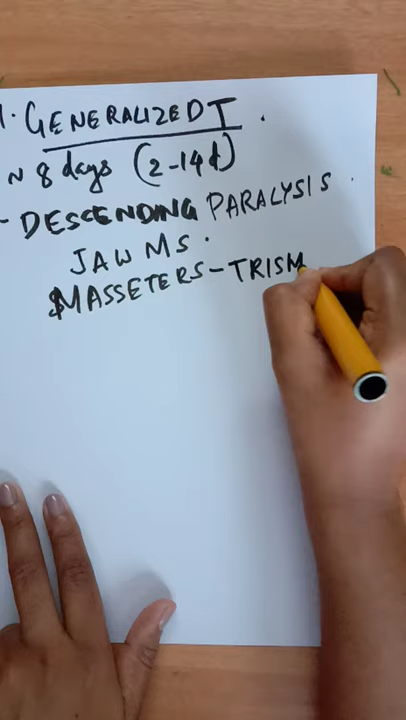 1. GENERALIZED T.
~ 8 days (2-14d)
- DESCENDING PARALYSIS.
JAW MS.
MASSETERS - TRISM